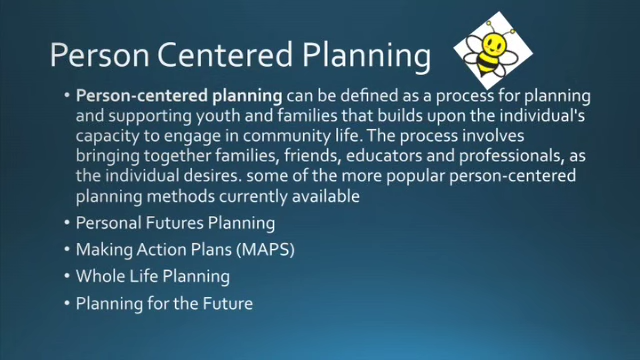 Person Centered Planning
• Person-centered planning can be defined as a process for planning
and supporting youth and families that builds upon the individual's
capacity to engage in community life. The process involves
bringing together families, friends, educators and professionals, as
the individual desires. some of the more popular person-centered
planning methods currently available
• Personal Futures Planning
• Making Action Plans (MAPS)
• Whole Life Planning
• Planning for the Future